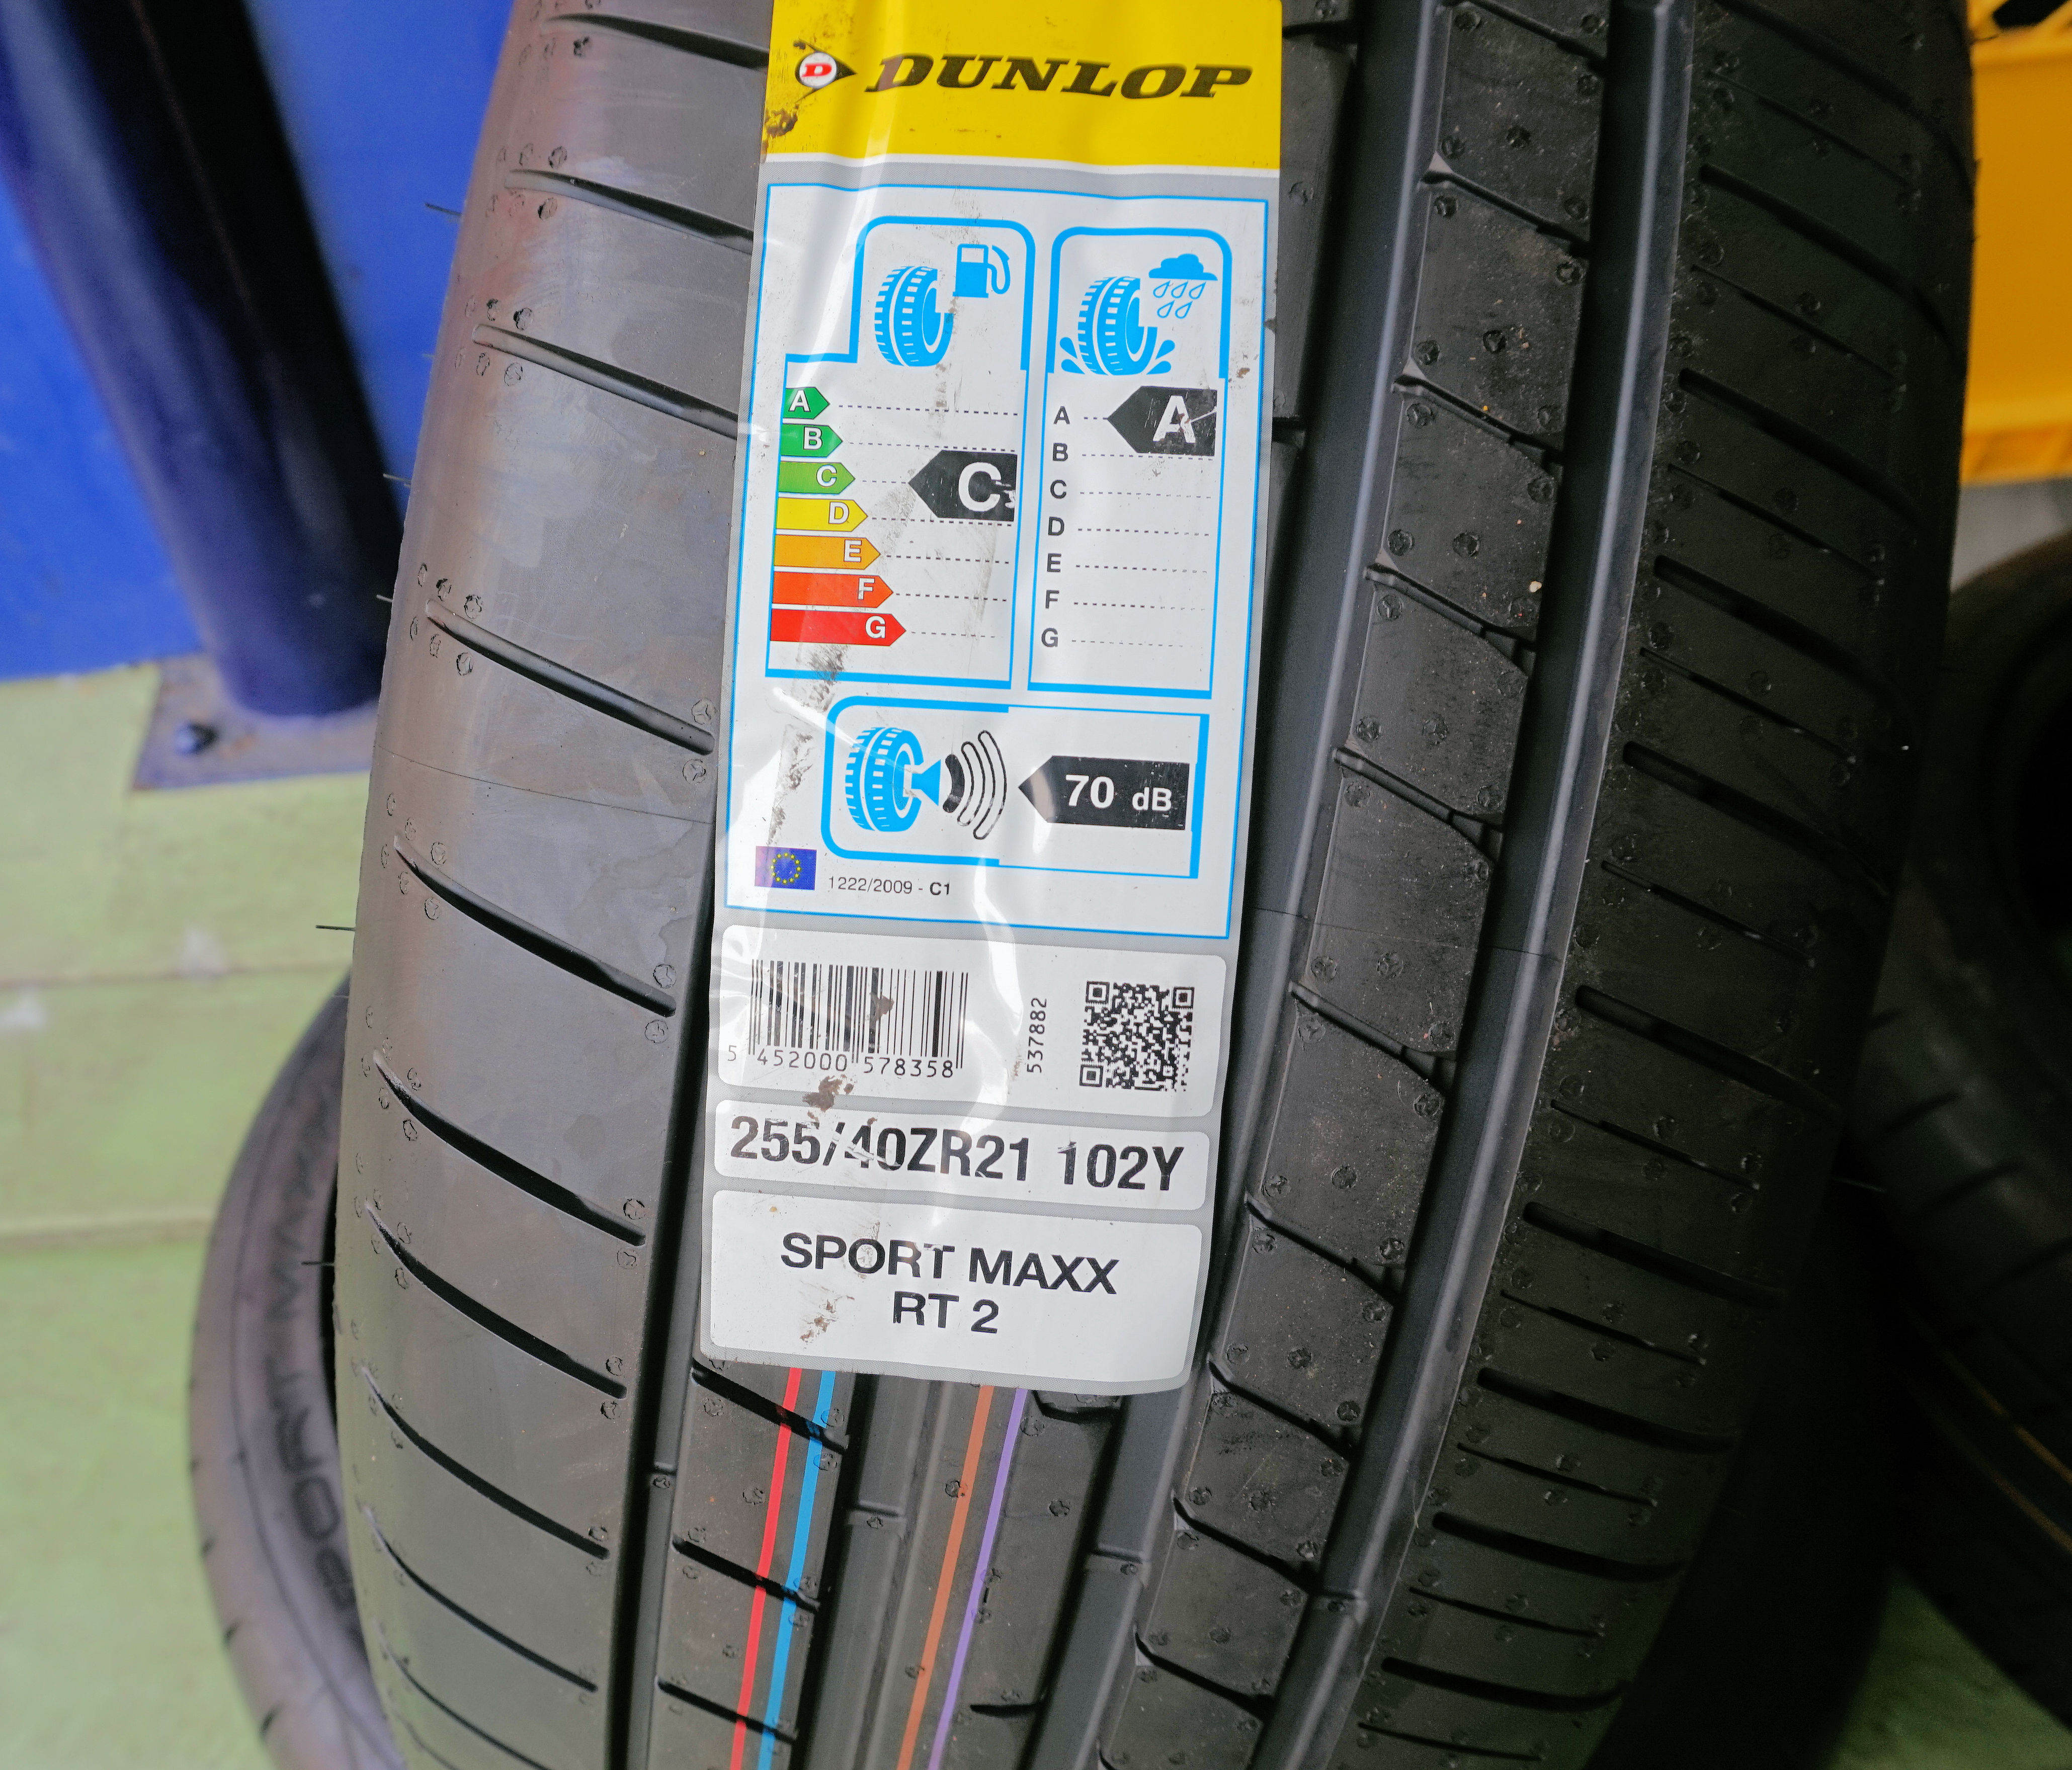 D DUNLOP
A
B
C
D
E
F
G
C
A
B
C
D
E
F
G
A
70 dB
1222/2009 - C1
5 452000 578358
537882
255/40ZR21 102Y
SPORT MAXX
RT 2